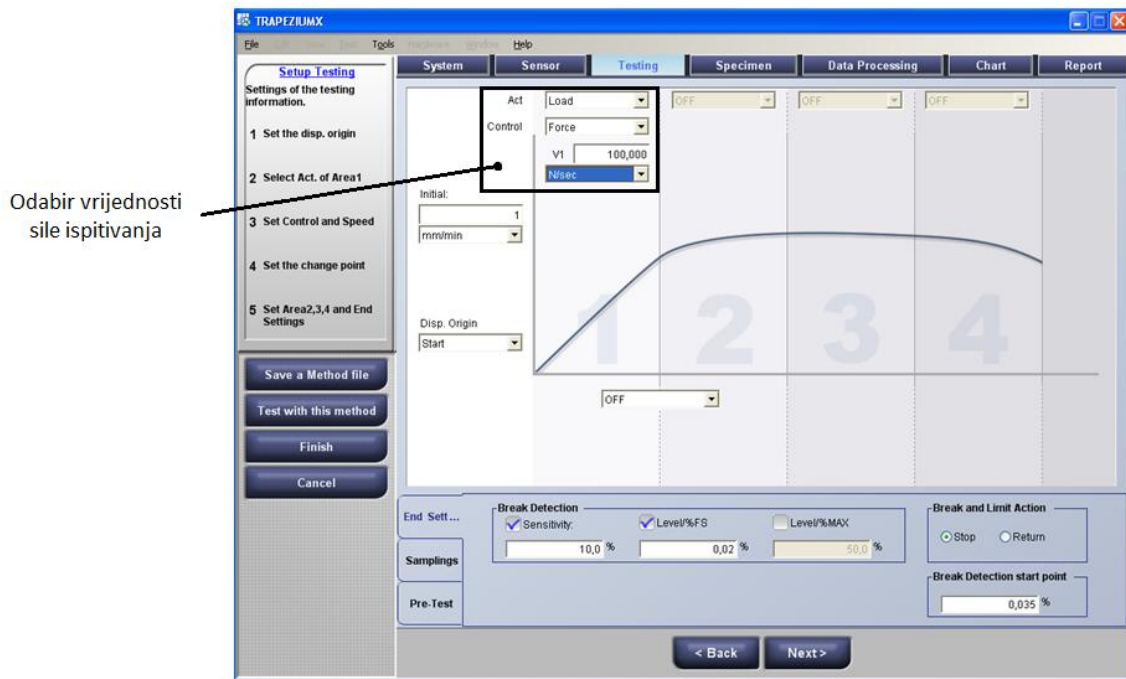 TRAPEZIUMX
File Edit View Test Tools Hardware Window Help
Setup Testing
Settings of the testing
information.
1 Set the disp. origin
2 Select Act. of Area1
3 Set Control and Speed
4 Set the change point
5 Set Area2,3,4 and End
Settings
Save a Method file
Test with this method
Finish
Cancel
Odabir vrijednosti
sile ispitivanja
System Sensor Testing Specimen Data Processing Chart Report
Act Load OFF OFF OFF
Control Force
V1 100,000
N/sec
Initial:
1
mm/min
Disp. Origin
Start
1 2 3 4
OFF
End Sett...
Samplings
Pre-Test
Break Detection
Sensitivity: Level/%FS Level/%MAX
10,0 % 0,02 % 50,0 %
Break and Limit Action
Stop Return
Break Detection start point
0,035 %
< Back Next >